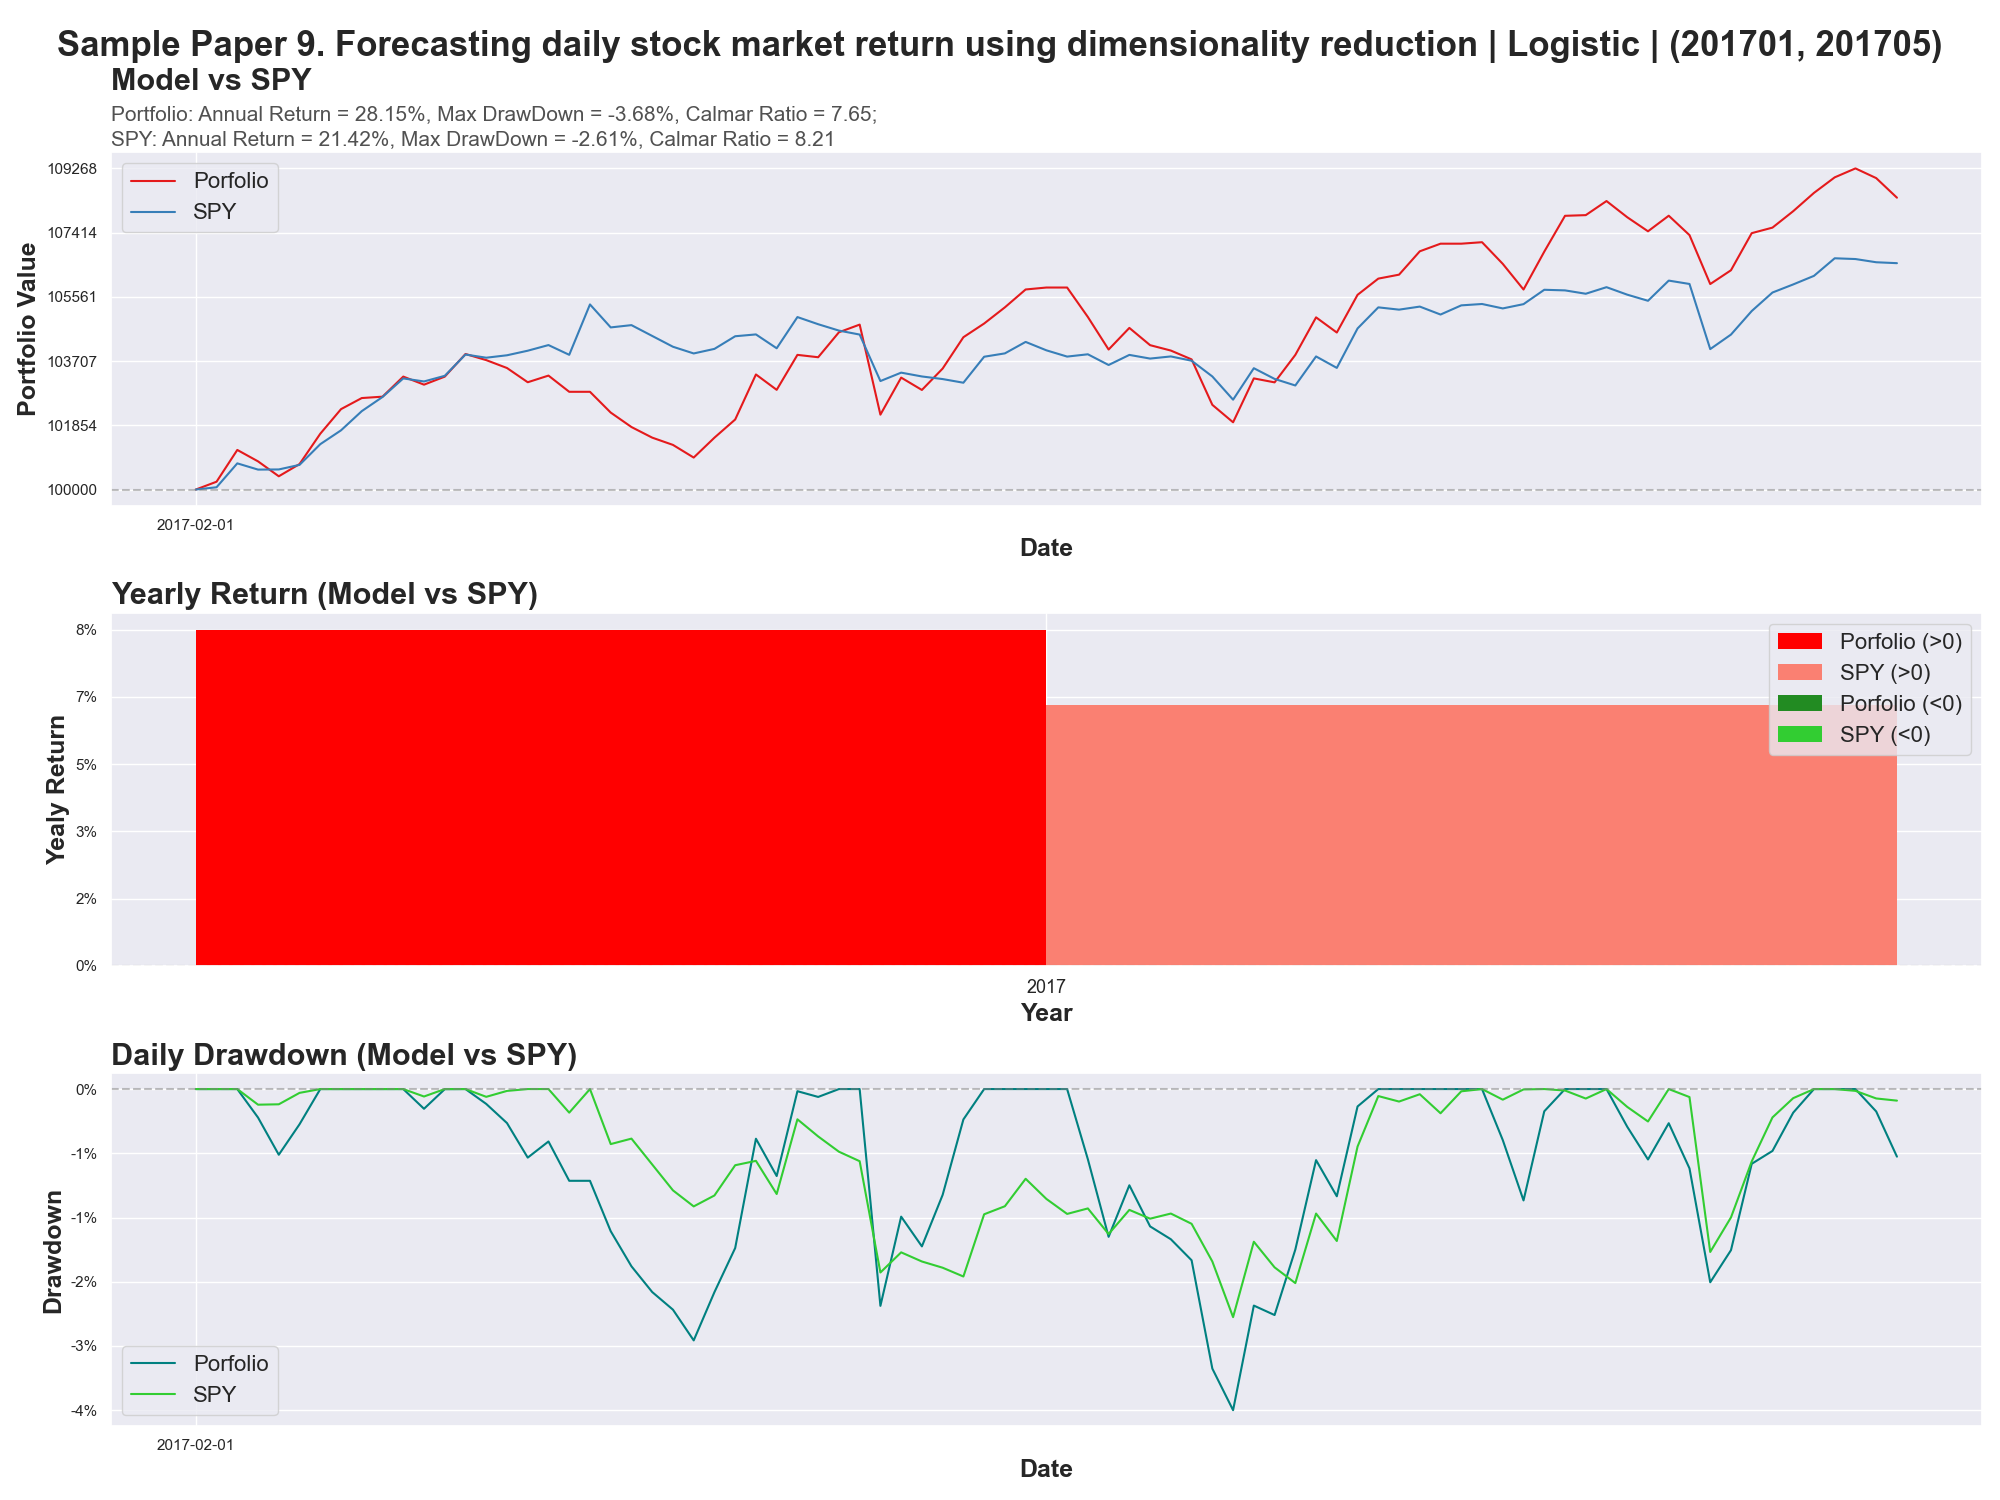 Sample Paper 9. Forecasting daily stock market return using dimensionality reduction | Logistic | (201701, 201705)
Model vs SPY
Portfolio: Annual Return = 28.15%, Max DrawDown = -3.68%, Calmar Ratio = 7.65;
SPY: Annual Return = 21.42%, Max DrawDown = -2.61%, Calmar Ratio = 8.21
Portfolio Value
109268
107414
105561
103707
101854
100000
Porfolio
SPY
2017-02-01
Date
Yearly Return (Model vs SPY)
Yealy Return
8%
7%
5%
3%
2%
0%
Porfolio (>0)
SPY (>0)
Porfolio (<0)
SPY (<0)
2017
Year
Daily Drawdown (Model vs SPY)
Drawdown
0%
-1%
-1%
-2%
-3%
-4%
Porfolio
SPY
2017-02-01
Date